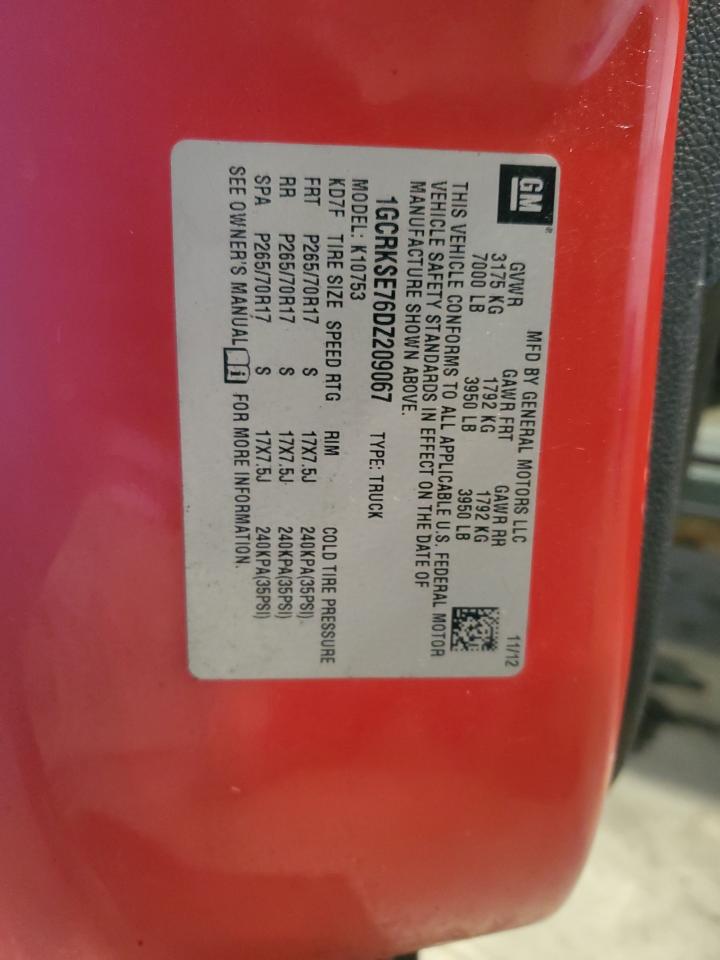 GM
MFD BY GENERAL MOTORS LLC 11/12
GVWR GAWR FRT GAWR RR
3175 KG 1792 KG 1792 KG
7000 LB 3950 LB 3950 LB
THIS VEHICLE CONFORMS TO ALL APPLICABLE U.S. FEDERAL MOTOR
VEHICLE SAFETY STANDARDS IN EFFECT ON THE DATE OF
MANUFACTURE SHOWN ABOVE.
1GCRKSE76DZ209067 TYPE: TRUCK
MODEL: K10753
KD7F TIRE SIZE SPEED RTG RIM COLD TIRE PRESSURE
FRT P265/70R17 S 17X7.5J 240KPA(35PSI)
RR P265/70R17 S 17X7.5J 240KPA(35PSI)
SPA P265/70R17 S 17X7.5J 240KPA(35PSI)
SEE OWNER'S MANUAL i FOR MORE INFORMATION.